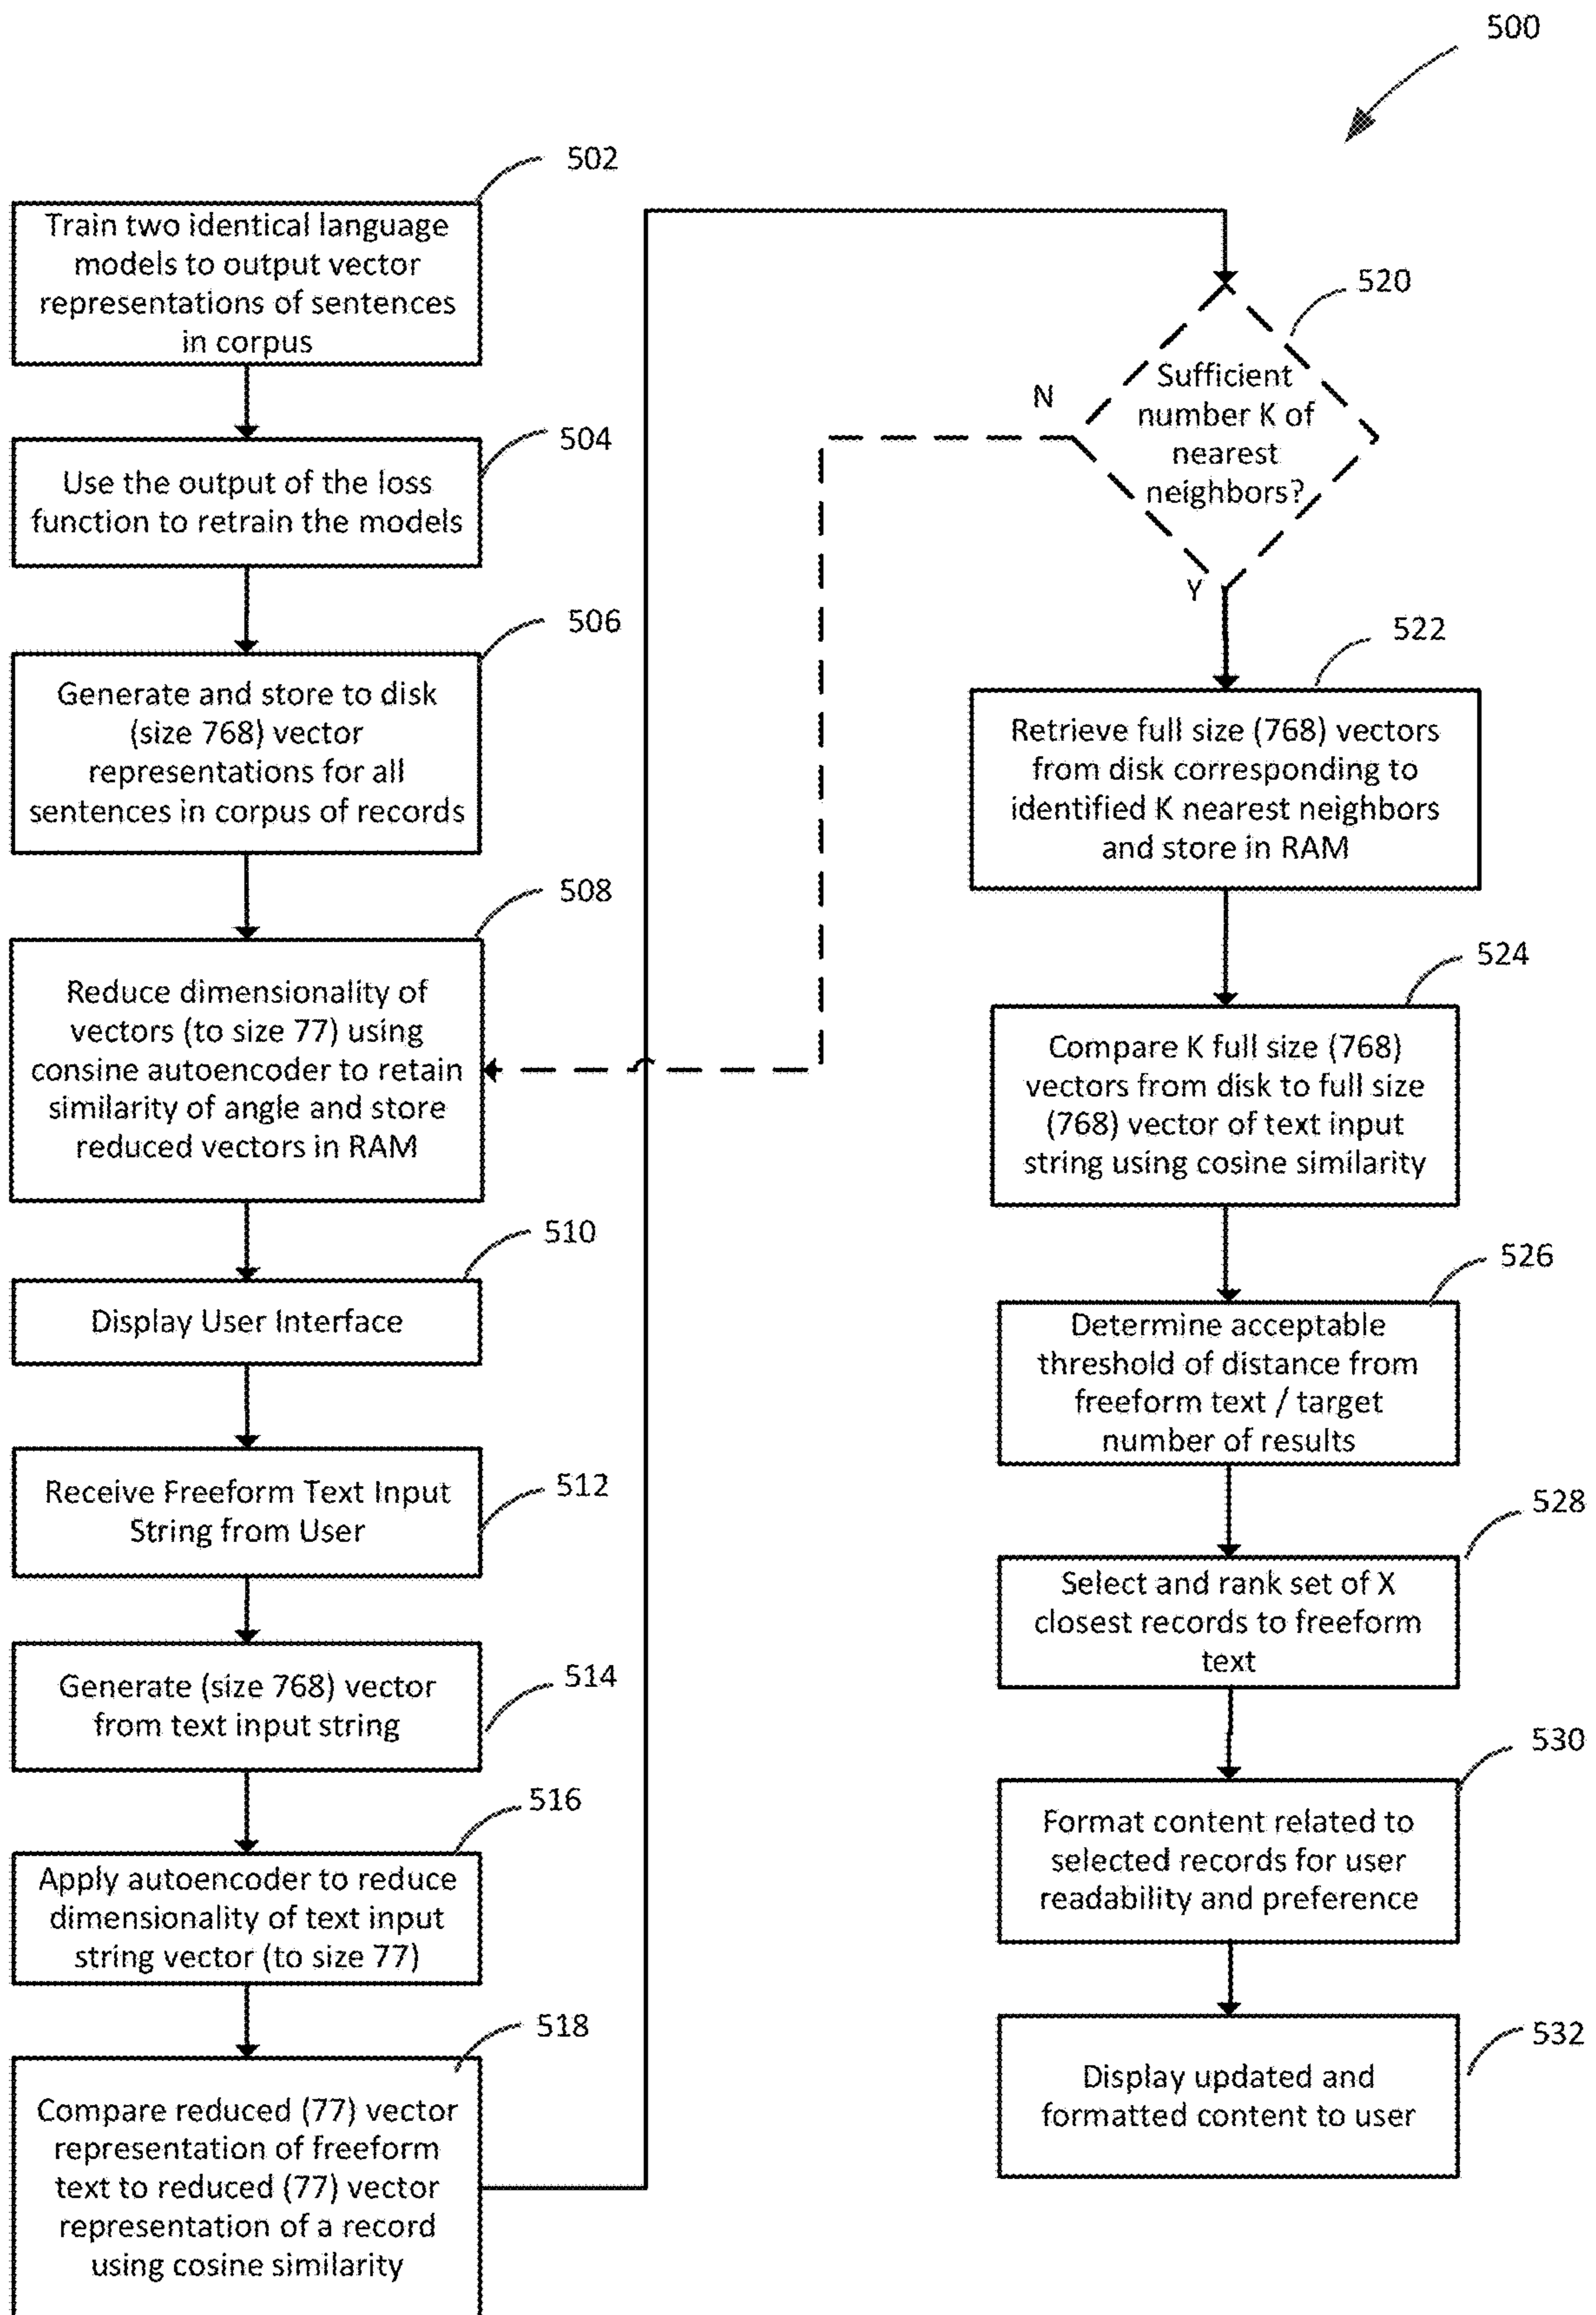 500
502
Train two identical language
models to output vector
representations of sentences
in corpus
504
Use the output of the loss
function to retrain the models
506
Generate and store to disk
(size 768) vector
representations for all
sentences in corpus of records
508
Reduce dimensionality of
vectors (to size 77) using
consine autoencoder to retain
similarity of angle and store
reduced vectors in RAM
510
Display User Interface
512
Receive Freeform Text Input
String from User
514
Generate (size 768) vector
from text input string
516
Apply autoencoder to reduce
dimensionality of text input
string vector (to size 77)
518
Compare reduced (77) vector
representation of freeform
text to reduced (77) vector
representation of a record
using cosine similarity
520
Sufficient
number K of
nearest
neighbors?
N
Y
522
Retrieve full size (768) vectors
from disk corresponding to
identified K nearest neighbors
and store in RAM
524
Compare K full size (768)
vectors from disk to full size
(768) vector of text input
string using cosine similarity
526
Determine acceptable
threshold of distance from
freeform text / target
number of results
528
Select and rank set of X
closest records to freeform
text
530
Format content related to
selected records for user
readability and preference
532
Display updated and
formatted content to user